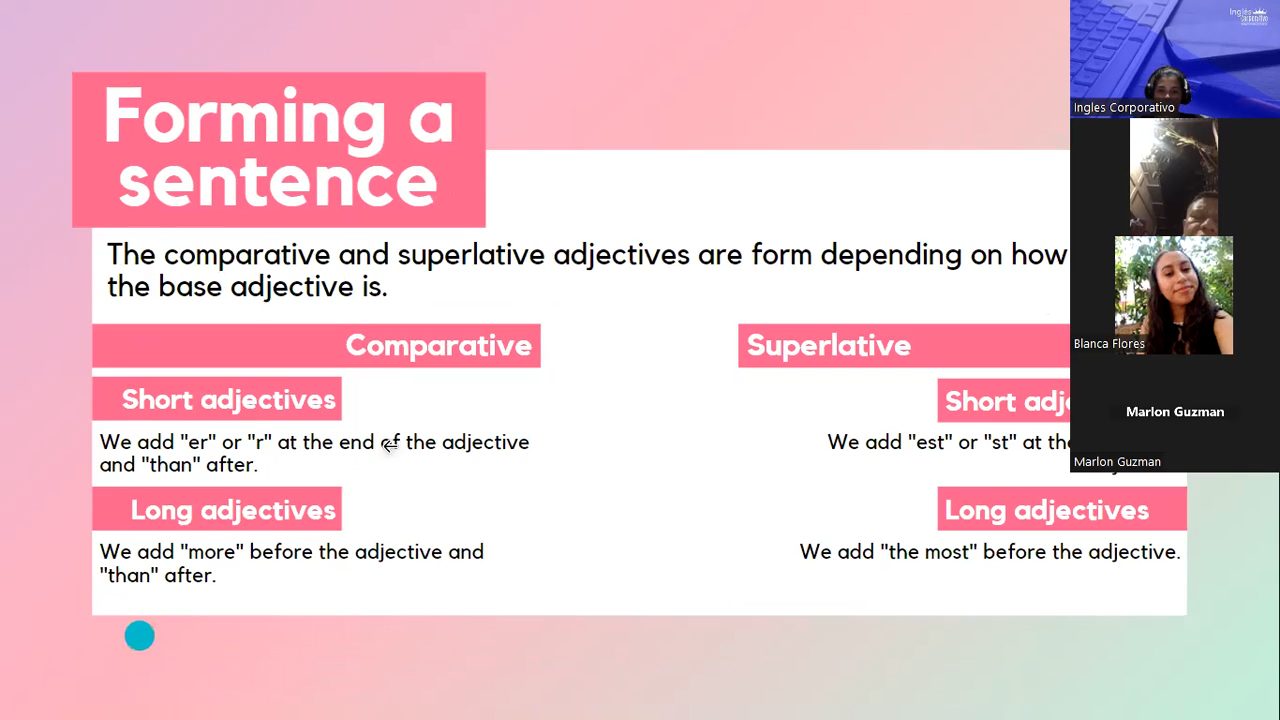 Forming a
sentence
The comparative and superlative adjectives are form depending on how
the base adjective is.
Comparative
Superlative
Short adjectives
Short
We add "er" or "r" at the end of the adjective
and "than" after.
We add "est" or "st" at
Long adjectives
Long adjectives
We add "more" before the adjective and
"than" after.
We add "the most" before the adjective.
Ingles Corporativo
Blanca Flores
Marlon Guzman
Marlon Guzman